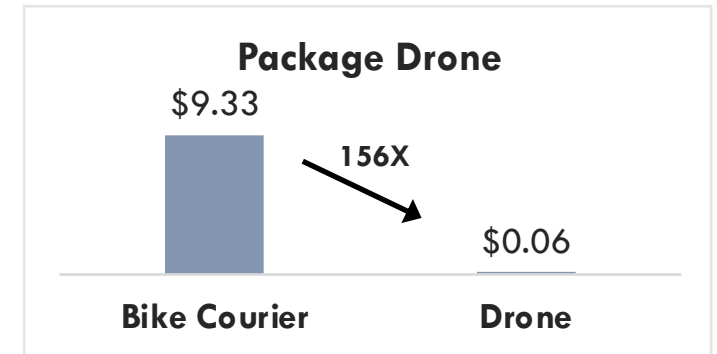 Package Drone
$9.33
156X
$0.06
Bike Courier
Drone